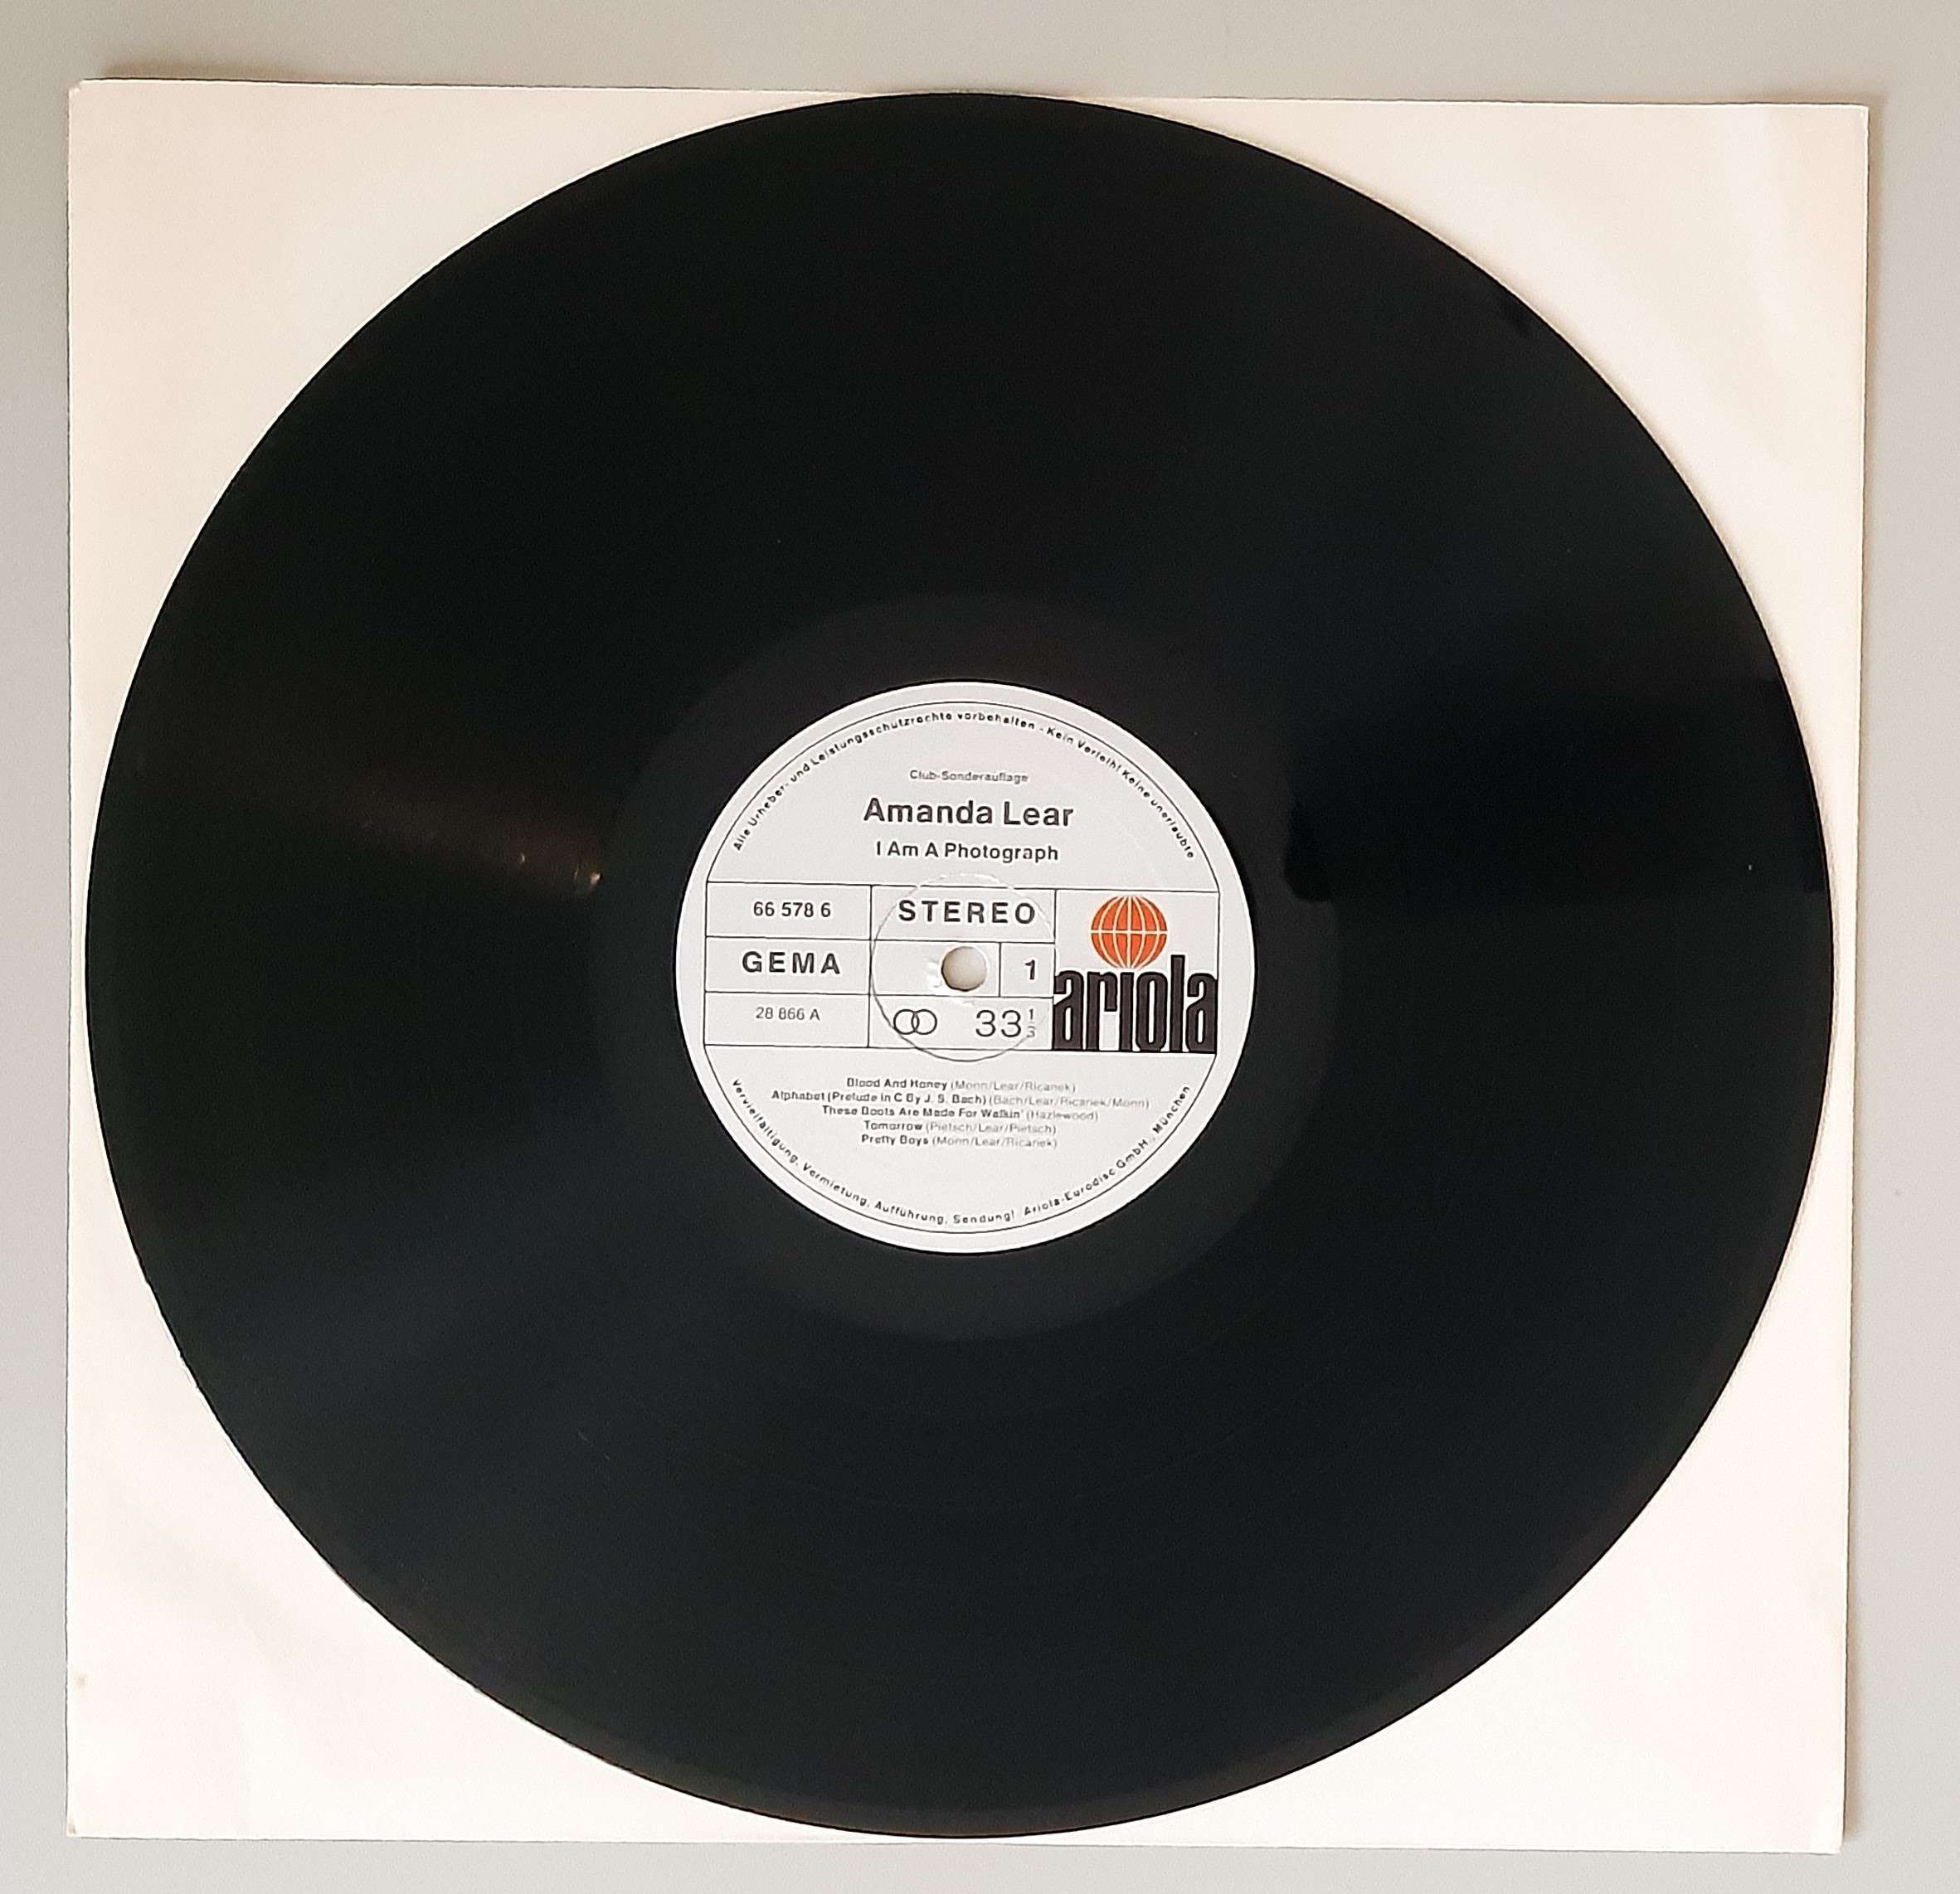 Alle Urheber- und Leistungsschutzrechte vorbehalten - Kein Verleih! Keine unerlaubte
Club-Sonderauflage
Amanda Lear
I Am A Photograph
66 578 6
STEREO
GEMA
1
28 866 A
33 1/3
ariola
Blood And Honey (Monn/Lear/Ricanek)
Alphabet (Prelude in C By J. S. Bach) (Bach/Lear/Ricanek/Monn)
These Boots Are Made For Walkin' (Hazlewood)
Tomorrow (Pietsch/Lear/Pietsch)
Pretty Boys (Monn/Lear/Ricanek)
Vervielfältigung, Vermietung, Aufführung, Sendung! Ariola-Eurodisc GmbH., München